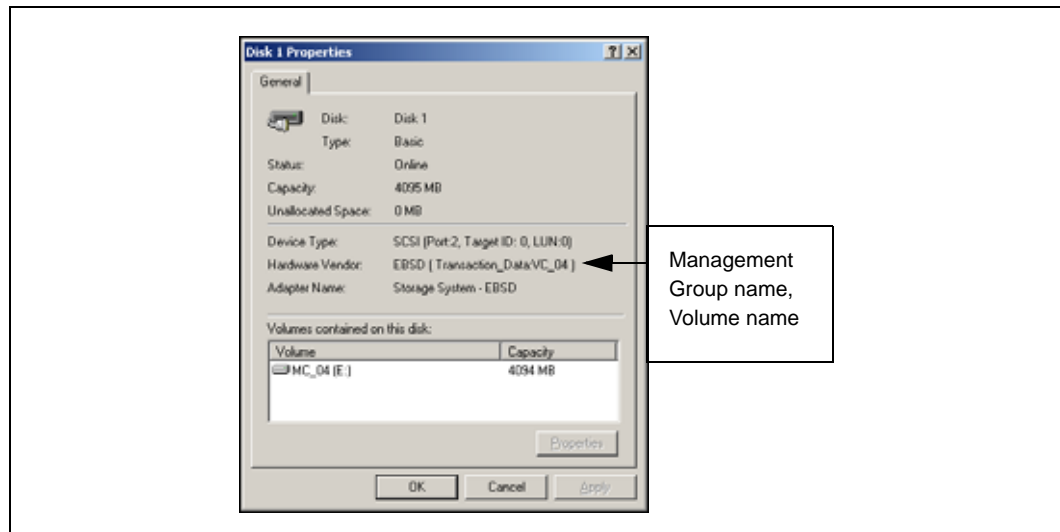 Disk 1 Properties
General
Disk: Disk 1
Type: Basic
Status: Online
Capacity: 4095 MB
Unallocated Space: 0 MB
Device Type: SCSI (Port:2, Target ID: 0, LUN:0)
Hardware Vendor: EBSD ( Transaction_Data:VC_04 )
Adapter Name: Storage System - EBSD
Volumes contained on this disk:
Volume Capacity
MC_04 (E:) 4094 MB
Properties
OK Cancel Apply
Management
Group name,
Volume name